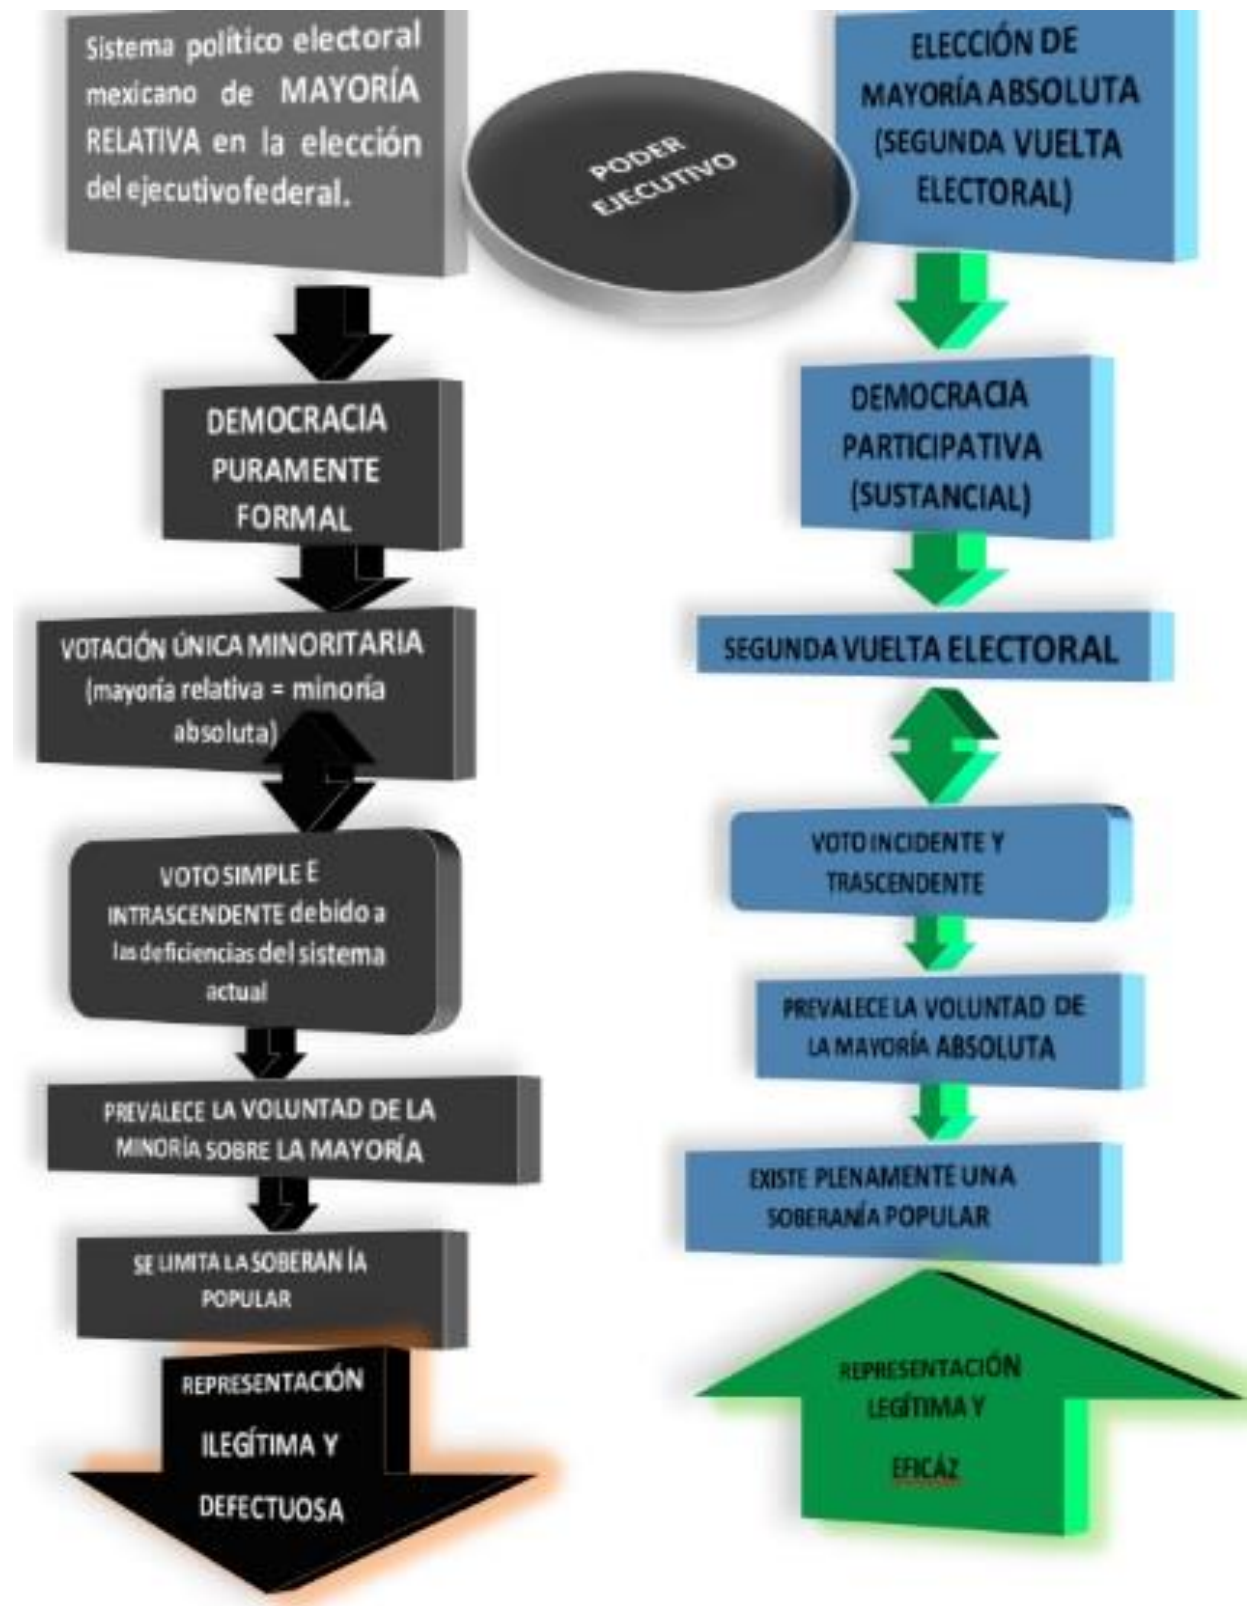 Sistema político electoral
mexicano de MAYORÍA
RELATIVA en la elección
del ejecutivo federal.
DEMOCRACIA
PURAMENTE
FORMAL
VOTACIÓN ÚNICA MINORITARIA
(mayoría relativa = minoría
absoluta)
VOTO SIMPLE E
INTRASCENDENTE debido a
las deficiencias del sistema
actual
PREVALECE LA VOLUNTAD DE LA
MINORÍA SOBRE LA MAYORÍA
SE LIMITA LA SOBERANÍA
POPULAR
REPRESENTACIÓN
ILEGÍTIMA Y
DEFECTUOSA
PODER
EJECUTIVO
ELECCIÓN DE
MAYORÍA ABSOLUTA
(SEGUNDA VUELTA
ELECTORAL)
DEMOCRACIA
PARTICIPATIVA
(SUSTANCIAL)
SEGUNDA VUELTA ELECTORAL
VOTO INCIDENTE Y
TRASCENDENTE
PREVALECE LA VOLUNTAD DE
LA MAYORÍA ABSOLUTA
EXISTE PLENAMENTE UNA
SOBERANÍA POPULAR
REPRESENTACIÓN
LEGÍTIMA Y
EFICÁZ